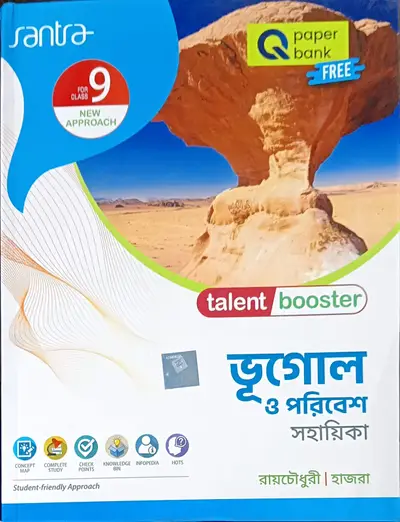 santra
Q paper
bank
FREE
FOR
CLASS 9
NEW
APPROACH
talent booster
ভূগোল
ও পরিবেশ
সহায়িকা
CONCEPT
MAP
COMPLETE
STUDY
CHECK
POINTS
KNOWLEDGE
BIN
INFOPEDIA
HOTS
Student-friendly Approach
রায়চৌধুরী | হাজরা